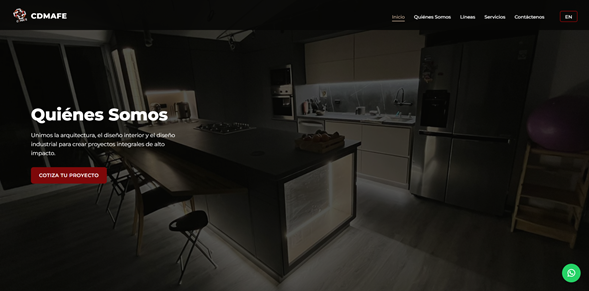 CDMAFE
Inicio
Quiénes Somos
Líneas
Servicios
Contáctenos
EN
Quiénes Somos
Unimos la arquitectura, el diseño interior y el diseño
industrial para crear proyectos integrales de alto
impacto.
COTIZA TU PROYECTO